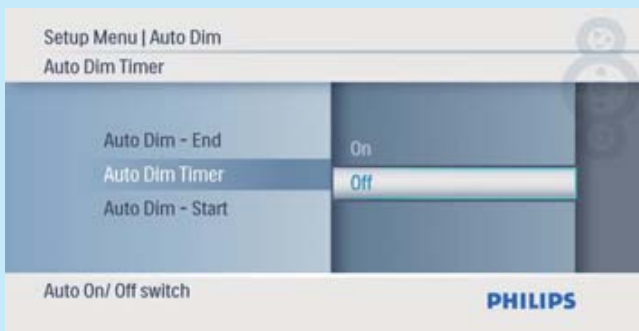 Setup Menu | Auto Dim
Auto Dim Timer
Auto Dim - End
Auto Dim Timer
Auto Dim - Start
On
Off
Auto On/ Off switch
PHILIPS